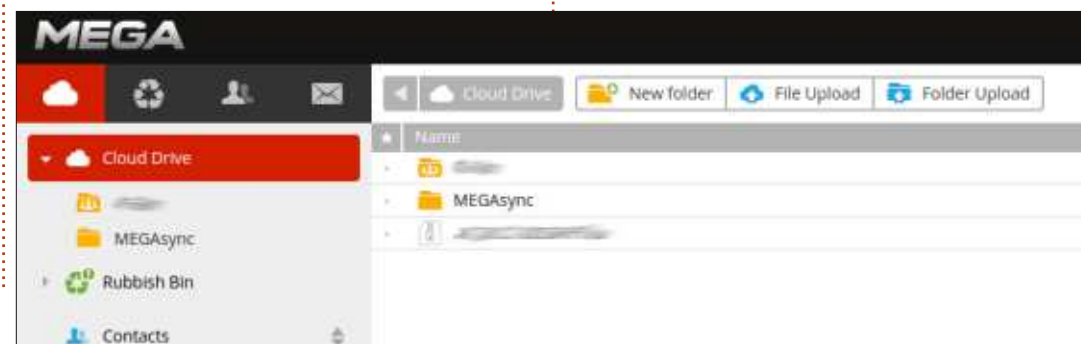 MEGA
Cloud Drive
New folder
File Upload
Folder Upload
Name
Cloud Drive
MEGAsync
MEGAsync
Rubbish Bin
Contacts